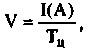 V = I(A) / Tц,